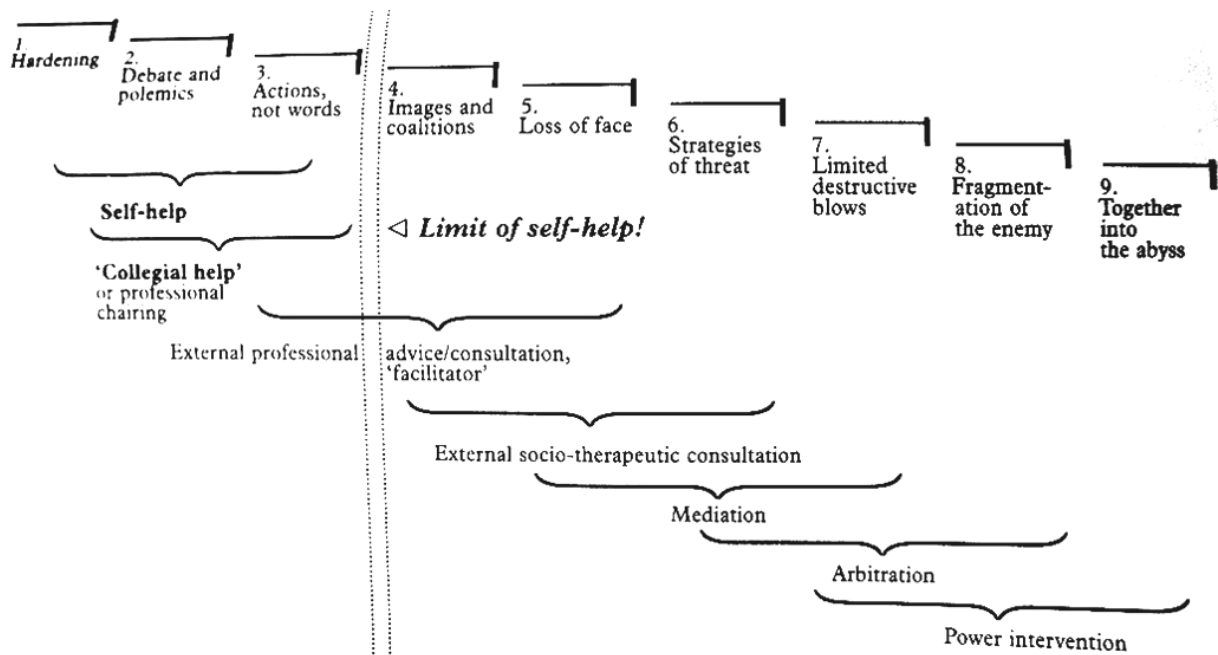 1.
Hardening
2.
Debate and
polemics
3.
Actions,
not words
4.
Images and
coalitions
5.
Loss of face
6.
Strategies
of threat
7.
Limited
destructive
blows
8.
Fragment-
ation of
the enemy
9.
Together
into
the abyss
Self-help
◁ Limit of self-help!
'Collegial help'
or professional
chairing
External professional advice/consultation,
'facilitator'
External socio-therapeutic consultation
Mediation
Arbitration
Power intervention